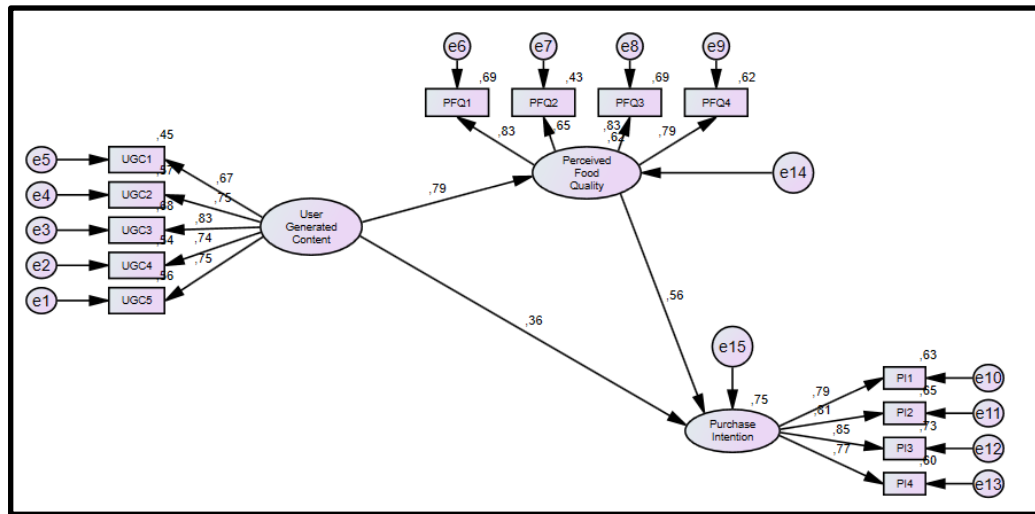 e6
e7
e8
e9
,69
,43
,69
,62
PFQ1
PFQ2
PFQ3
PFQ4
,83
,65
,83
,79
,62
Perceived
Food
Quality
e14
,45
e5
UGC1
,67
,57
e4
UGC2
,75
,68
e3
UGC3
,83
,54
e2
UGC4
,74
,56
e1
UGC5
,75
User
Generated
Content
,79
,36
,56
e15
,75
Purchase
Intention
,63
,79
PI1
e10
,65
,81
PI2
e11
,73
,85
PI3
e12
,60
,77
PI4
e13